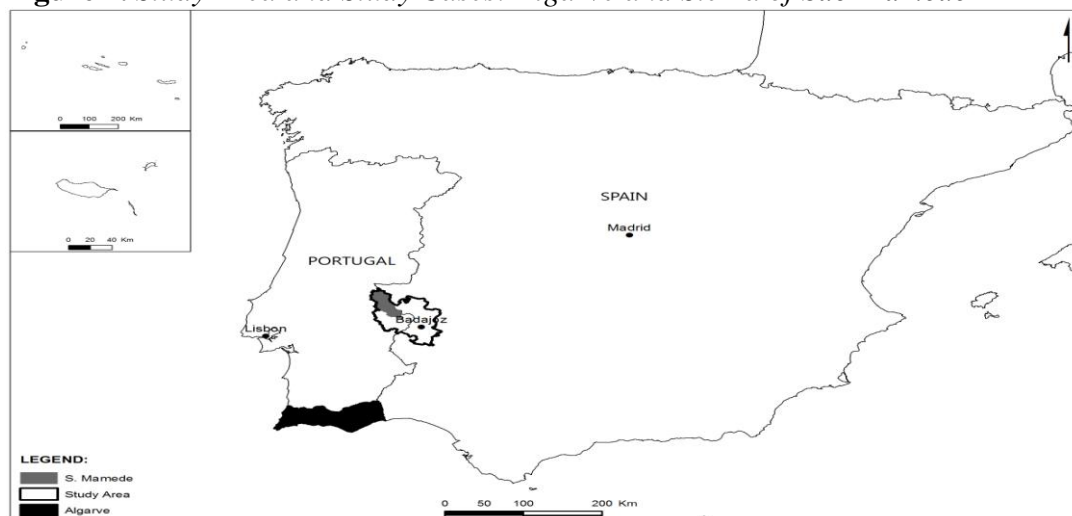 0 100 200 Km
0 20 40 Km
SPAIN
Madrid
PORTUGAL
Lisbon
Badajoz
LEGEND:
S. Mamede
Study Area
Algarve
0 50 100 200 Km